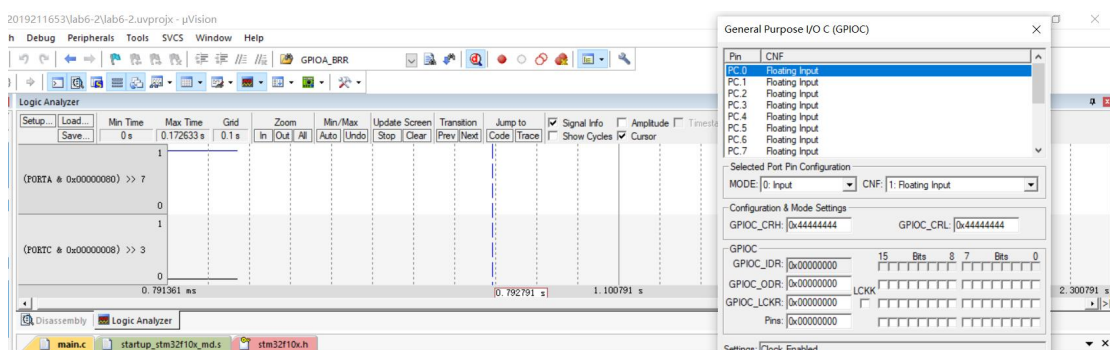 2019211653\lab6-2\lab6-2.uvprojx - µVision
h Debug Peripherals Tools SVCS Window Help
GPIOA_BRR
Logic Analyzer
Setup... Load... Save...
Min Time 0 s
Max Time 0.172633 s
Grid 0.1 s
Zoom In Out All
Min/Max Auto Undo
Update Screen Stop Clear
Transition Prev Next
Jump to Code Trace
Signal Info Amplitude Timesta
Show Cycles Cursor
1
(PORTA & 0x00000080) >> 7
0
1
(PORTC & 0x00000008) >> 3
0
0.791361 ms 0.792791 s 1.100791 s 2.300791 s
Disassembly Logic Analyzer
main.c startup_stm32f10x_md.s stm32f10x.h
General Purpose I/O C (GPIOC)
Pin CNF
PC.0 Floating Input
PC.1 Floating Input
PC.2 Floating Input
PC.3 Floating Input
PC.4 Floating Input
PC.5 Floating Input
PC.6 Floating Input
PC.7 Floating Input
Selected Port Pin Configuration
MODE: 0: Input CNF: 1: Floating Input
Configuration & Mode Settings
GPIOC_CRH: 0x44444444 GPIOC_CRL: 0x44444444
GPIOC
15 Bits 8 7 Bits 0
GPIOC_IDR: 0x00000000
GPIOC_ODR: 0x00000000 LCKK
GPIOC_LCKR: 0x00000000
Pins: 0x00000000
Settings: Clock Enabled